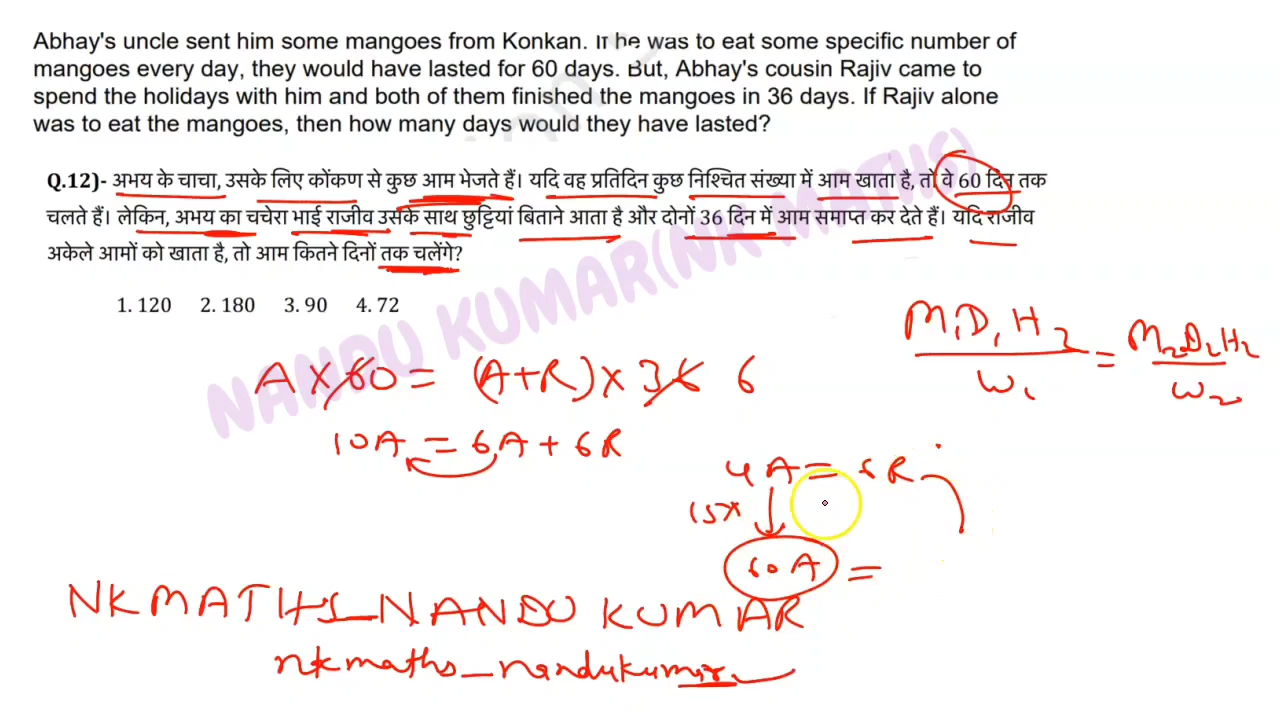 Abhay's uncle sent him some mangoes from Konkan. If he was to eat some specific number of
mangoes every day, they would have lasted for 60 days. But, Abhay's cousin Rajiv came to
spend the holidays with him and both of them finished the mangoes in 36 days. If Rajiv alone
was to eat the mangoes, then how many days would they have lasted?
Q.12)- अभय के चाचा, उसके लिए कोंकण से कुछ आम भेजते हैं। यदि वह प्रतिदिन कुछ निश्चित संख्या में आम खाता है, तो वे 60 दिन तक
चलते हैं। लेकिन, अभय का चचेरा भाई राजीव उसके साथ छुट्टियां बिताने आता है और दोनों 36 दिन में आम समाप्त कर देते हैं। यदि राजीव
अकेले आमों को खाता है, तो आम कितने दिनों तक चलेंगे?
1. 120 2. 180 3. 90 4. 72
NANDU KUMAR(NK MATHS)
M1D1H2 / W1 = M2D2H2 / W2
A × 60 = (A+R) × 36 6
10A = 6A + 6R
4A = 6R
15×
60A =
NKMATHS_NANDU KUMAR
nkmaths_nandukumar